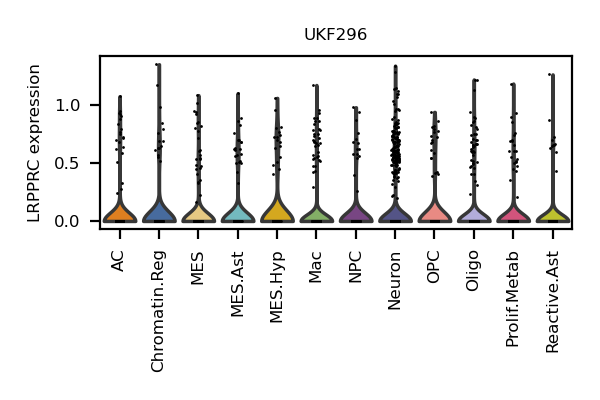 UKF296
LRPPRC expression
1.0
0.5
0.0
AC
Chromatin.Reg
MES
MES.Ast
MES.Hyp
Mac
NPC
Neuron
OPC
Oligo
Prolif.Metab
Reactive.Ast